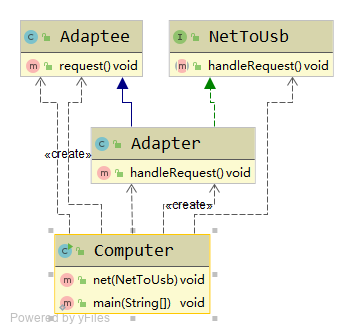 C Adaptee
m request() void
I NetToUsb
m handleRequest() void
«create»
C Adapter
m handleRequest() void
«create»
C Computer
m net(NetToUsb) void
m main(String[]) void
Powered by yFiles